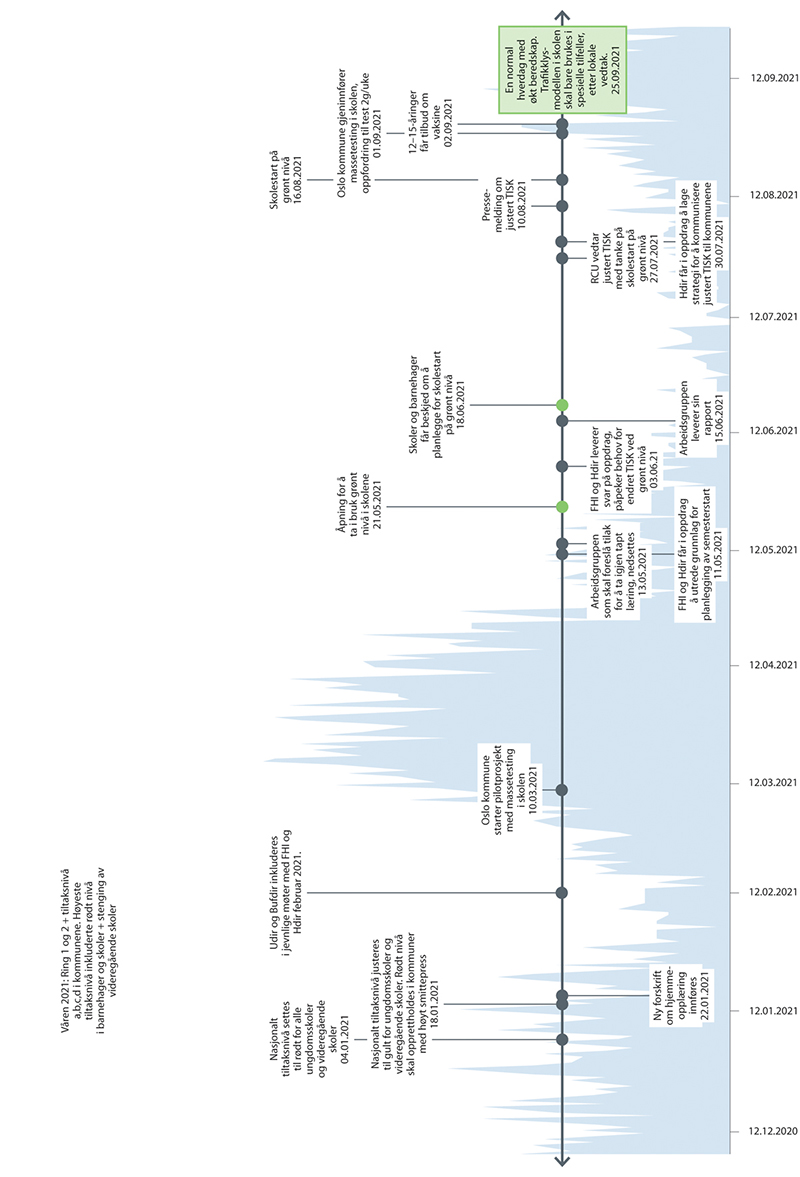 Våren 2021: Ring 1 og 2 + tiltaksnivå
a,b,c,d i kommunene. Høyeste
tiltaksnivå inkluderte rødt nivå
i barnehager og skoler + stenging av
videregående skoler
Nasjonalt
tiltaksnivå settes
til rødt for alle
ungdomsskoler
og videregående
skoler
04.01.2021
Nasjonalt tiltaksnivå justeres
til gult for ungdomsskoler og
videregående skoler. Rødt nivå
skal opprettholdes i kommuner
med høyt smittepress
18.01.2021
Ny forskrift
om hjemme-
opplæring
innføres
22.01.2021
Udir og Bufdir inkluderes
i jevnlige møter med FHI og
Hdir februar 2021.
Oslo kommune
starter pilotprosjekt
med massetesting
i skolen
10.03.2021
FHI og Hdir får i oppdrag
å utrede grunnlag for
planlegging av semesterstart
11.05.2021
Arbeidsgruppen
som skal foreslå tilak
for å ta igjen tapt
læring, nedsettes
13.05.2021
Åpning for å
ta i bruk grønt
nivå i skolene
21.05.2021
FHI og Hdir leverer
svar på oppdrag,
påpeker behov for
endret TISK ved
grønt nivå
03.06.21
Arbeidsgruppen
leverer sin
rapport
15.06.2021
Skoler og barnehager
får beskjed om å
planlegge for skolestart
på grønt nivå
18.06.2021
RCU vedtar
justert TISK
med tanke på
skolestart på
grønt nivå
27.07.2021
Hdir får i oppdrag å lage
strategi for å kommunisere
justert TISK til kommunene
30.07.2021
Presse-
melding om
justert TISK
10.08.2021
Skolestart på
grønt nivå
16.08.2021
Oslo kommune gjeninnfører
massetesting i skolen,
oppfordring til test 2g/uke
01.09.2021
12–15-åringer
får tilbud om
vaksine
02.09.2021
En normal
hverdag med
økt beredskap.
Trafikklys-
modellen i skolen
skal bare brukes i
spesielle tilfeller,
etter lokale
vedtak.
25.09.2021
12.12.2020
12.01.2021
12.02.2021
12.03.2021
12.04.2021
12.05.2021
12.06.2021
12.07.2021
12.08.2021
12.09.2021